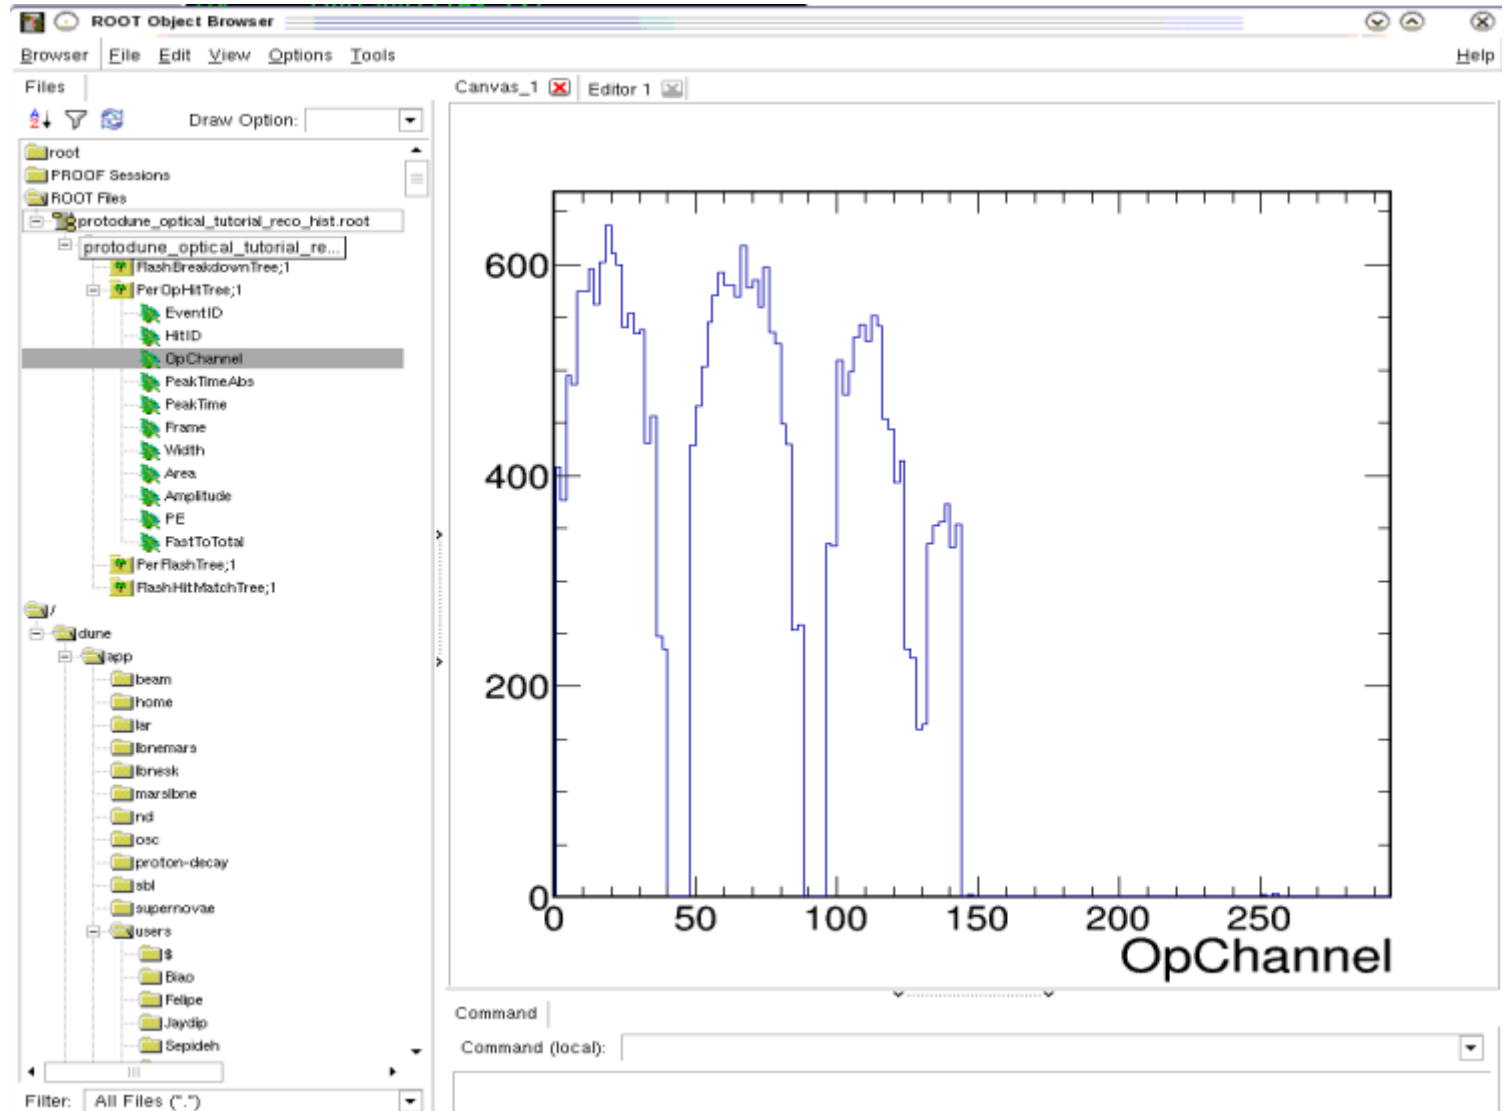 ROOT Object Browser
Browser File Edit View Options Tools Help
Files
Draw Option:
root
PROOF Sessions
ROOT Files
protodune_optical_tutorial_reco_hist.root
protodune_optical_tutorial_re...
FlashBreakdownTree;1
PerOpHitTree;1
EventID
HitID
OpChannel
PeakTimeAbs
PeakTime
Frame
Width
Area
Amplitude
PE
FastToTotal
PerFlashTree;1
FlashHitMatchTree;1
/
dune
app
beam
home
lar
lbnemars
lbnesk
marslbne
nd
osc
proton-decay
sbl
supernovae
users
$
Biao
Felipe
Jaydip
Sepideh
Filter: All Files (*.*)
Canvas_1 Editor 1
600
400
200
0
0 50 100 150 200 250
OpChannel
Command
Command (local):